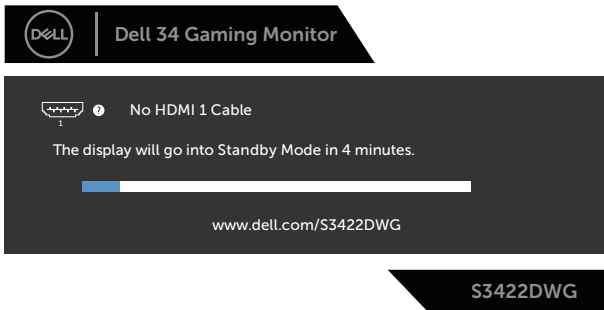 DELL
Dell 34 Gaming Monitor
1
?
No HDMI 1 Cable
The display will go into Standby Mode in 4 minutes.
www.dell.com/S3422DWG
S3422DWG